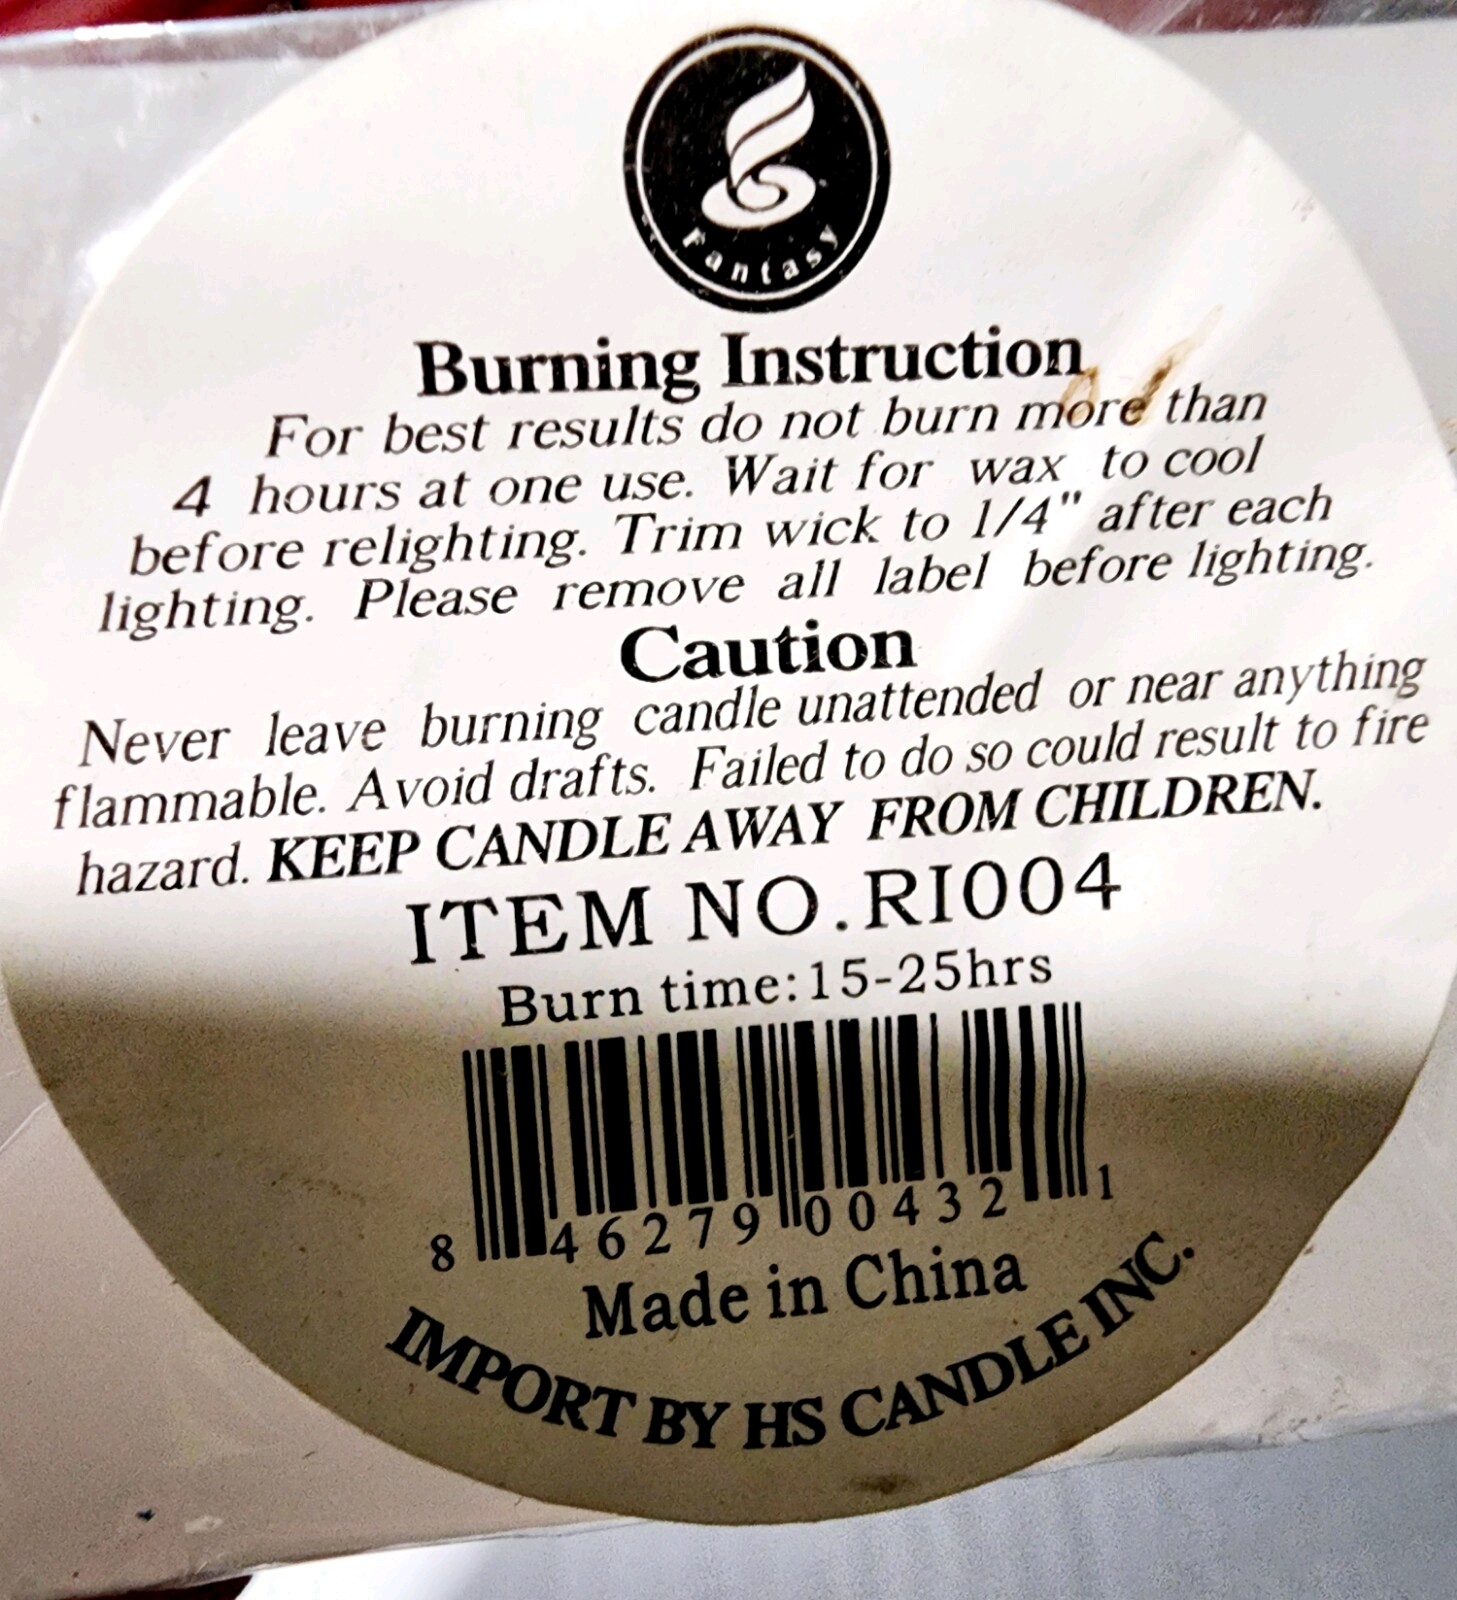 Fantasy
Burning Instruction
For best results do not burn more than
4 hours at one use. Wait for wax to cool
before relighting. Trim wick to 1/4" after each
lighting. Please remove all label before lighting.
Caution
Never leave burning candle unattended or near anything
flammable. Avoid drafts. Failed to do so could result to fire
hazard. KEEP CANDLE AWAY FROM CHILDREN.
ITEM NO.RI004
Burn time:15-25hrs
8 46279 00432 1
Made in China
IMPORT BY HS CANDLE INC.